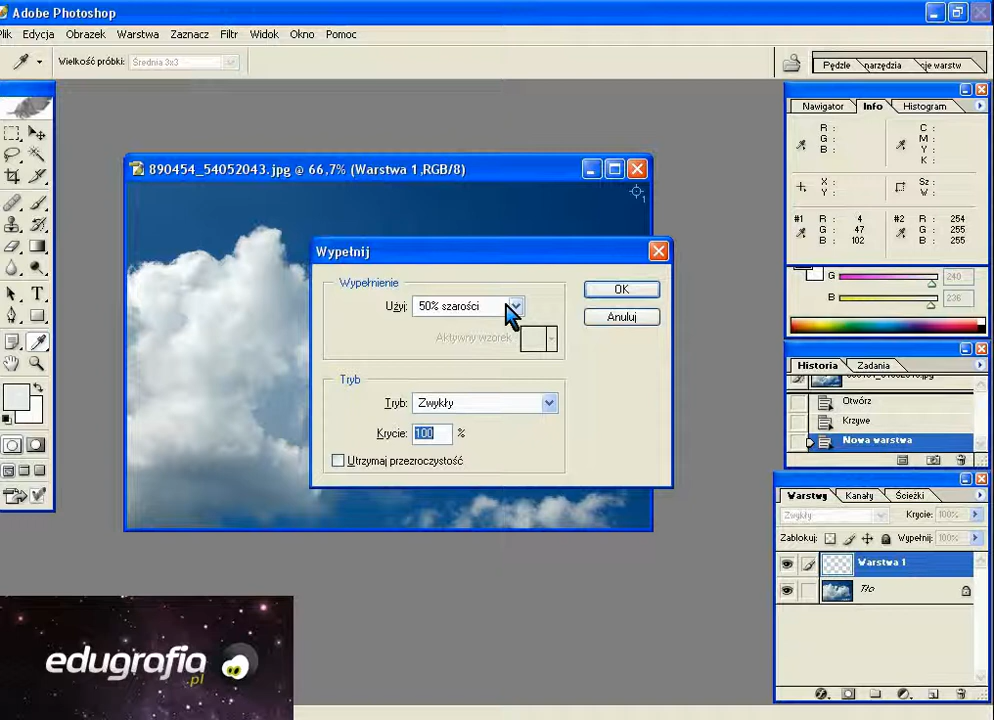 Adobe Photoshop
Plik Edycja Obrazek Warstwa Zaznacz Filtr Widok Okno Pomoc
Wielkość próbki: Średnia 3x3
Pędzle narzędzia sje warstw
890454_54052043.jpg @ 66,7% (Warstwa 1,RGB/8)
1
Wypełnij
Wypełnienie
Użyj: 50% szarości
Aktywny wzorek
OK
Anuluj
Tryb
Tryb: Zwykły
Krycie: 100 %
Utrzymaj przezroczystość
Nawigator Info Histogram
R : C :
G : M :
B : Y :
K :
X : Sz :
Y : W :
#1 R : 4 #2 R : 254
G : 47 G : 255
B : 102 B : 255
G 240
B 236
Historia Zadania
Otwórz
Krzywe
Nowa warstwa
Warstwy Kanały Ścieżki
Zwykły Krycie: 100%
Zablokuj: Wypełnij: 100%
Warstwa 1
Tło
edugrafia
.pl